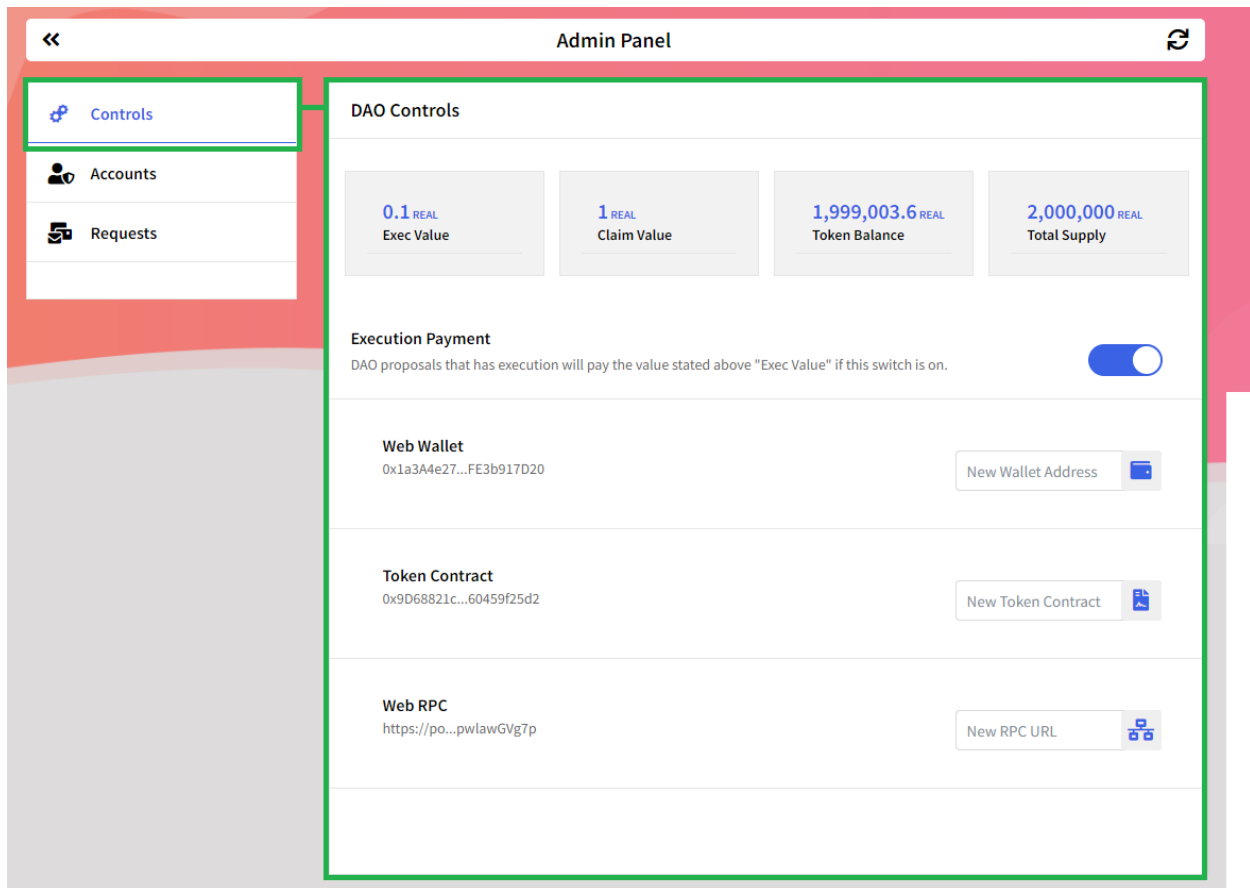 Admin Panel
Controls
Accounts
Requests
DAO Controls
0.1 REAL
Exec Value
1 REAL
Claim Value
1,999,003.6 REAL
Token Balance
2,000,000 REAL
Total Supply
Execution Payment
DAO proposals that has execution will pay the value stated above "Exec Value" if this switch is on.
Web Wallet
0x1a3A4e27...FE3b917D20
New Wallet Address
Token Contract
0x9D68821c...60459f25d2
New Token Contract
Web RPC
https://po...pwlawGVg7p
New RPC URL